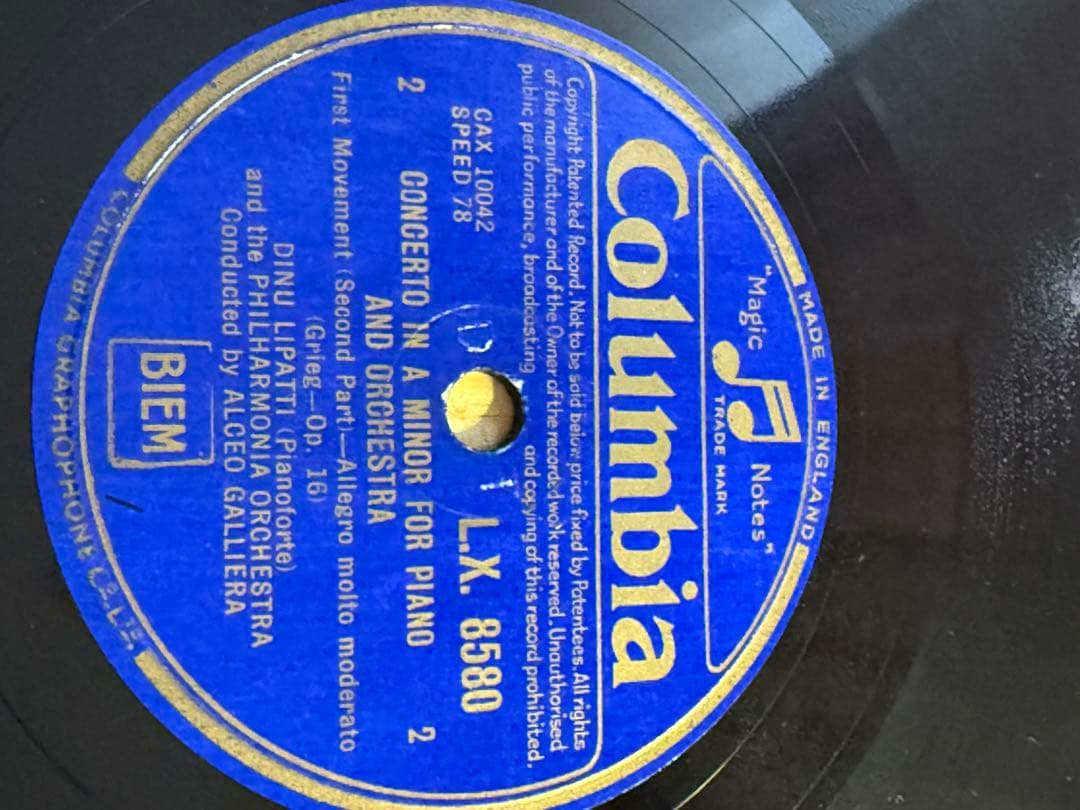 MADE IN ENGLAND
"Magic Notes"
TRADE MARK
Columbia
Copyright Patented Record. Not to be sold below price fixed by Patentees. All rights
of the manufacturer and of the Owner of the recorded work reserved. Unauthorised
public performance, broadcasting and copying of this record prohibited.
CAX 10042
SPEED 78
L.X. 8580
2 CONCERTO IN A MINOR FOR PIANO 2
AND ORCHESTRA
First Movement (Second Part)—Allegro molto moderato
(Grieg—Op. 16)
DINU LIPATTI (Pianoforte)
and the PHILHARMONIA ORCHESTRA
Conducted by ALCEO GALLIERA
BIEM
COLUMBIA GRAPHOPHONE